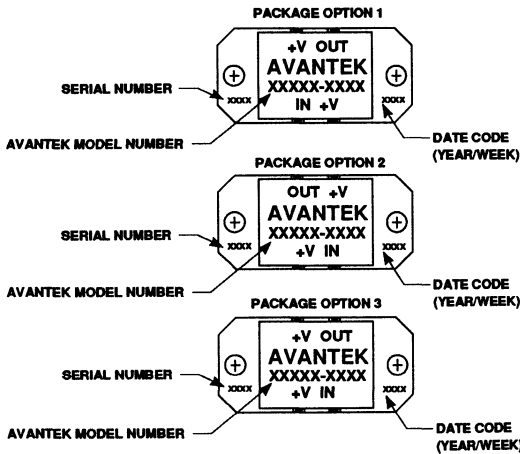 PACKAGE OPTION 1
+V OUT
AVANTEK
SERIAL NUMBER
XXXXX-XXXX
XXXX
XXXX
IN +V
AVANTEK MODEL NUMBER
DATE CODE
(YEAR/WEEK)
PACKAGE OPTION 2
OUT +V
AVANTEK
SERIAL NUMBER
XXXXX-XXXX
XXXX
XXXX
+V IN
AVANTEK MODEL NUMBER
DATE CODE
(YEAR/WEEK)
PACKAGE OPTION 3
+V OUT
AVANTEK
SERIAL NUMBER
XXXXX-XXXX
XXXX
XXXX
+V IN
AVANTEK MODEL NUMBER
DATE CODE
(YEAR/WEEK)